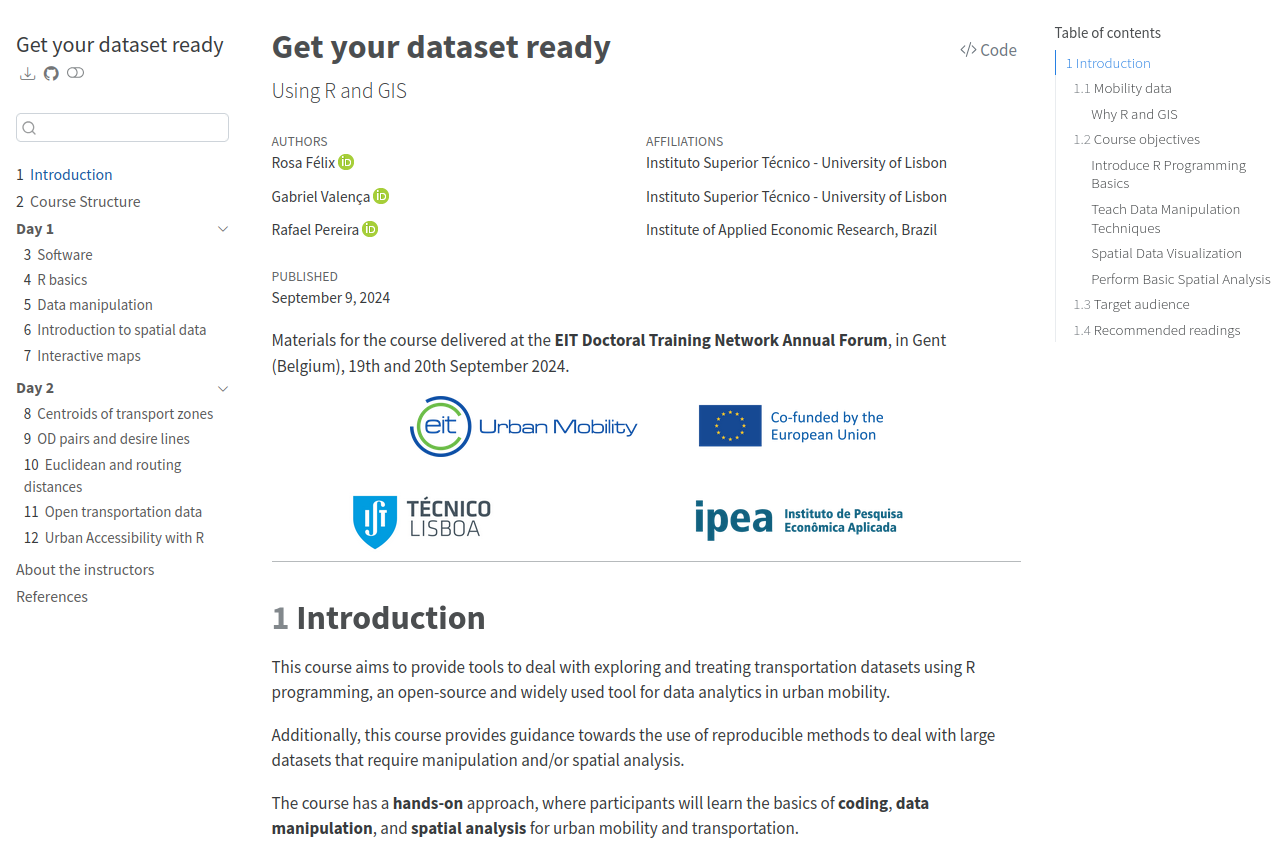 Get your dataset ready
1 Introduction
2 Course Structure
Day 1
3 Software
4 R basics
5 Data manipulation
6 Introduction to spatial data
7 Interactive maps
Day 2
8 Centroids of transport zones
9 OD pairs and desire lines
10 Euclidean and routing
distances
11 Open transportation data
12 Urban Accessibility with R
About the instructors
References
Get your dataset ready
</> Code
Using R and GIS
AUTHORS
AFFILIATIONS
Rosa Félix iD
Instituto Superior Técnico - University of Lisbon
Gabriel Valença iD
Instituto Superior Técnico - University of Lisbon
Rafael Pereira iD
Institute of Applied Economic Research, Brazil
PUBLISHED
September 9, 2024
Materials for the course delivered at the EIT Doctoral Training Network Annual Forum, in Gent
(Belgium), 19th and 20th September 2024.
eit Urban Mobility
Co-funded by the
European Union
TÉCNICO
LISBOA
ipea
Instituto de Pesquisa
Econômica Aplicada
1 Introduction
This course aims to provide tools to deal with exploring and treating transportation datasets using R
programming, an open-source and widely used tool for data analytics in urban mobility.
Additionally, this course provides guidance towards the use of reproducible methods to deal with large
datasets that require manipulation and/or spatial analysis.
The course has a hands-on approach, where participants will learn the basics of coding, data
manipulation, and spatial analysis for urban mobility and transportation.
Table of contents
1 Introduction
1.1 Mobility data
Why R and GIS
1.2 Course objectives
Introduce R Programming
Basics
Teach Data Manipulation
Techniques
Spatial Data Visualization
Perform Basic Spatial Analysis
1.3 Target audience
1.4 Recommended readings